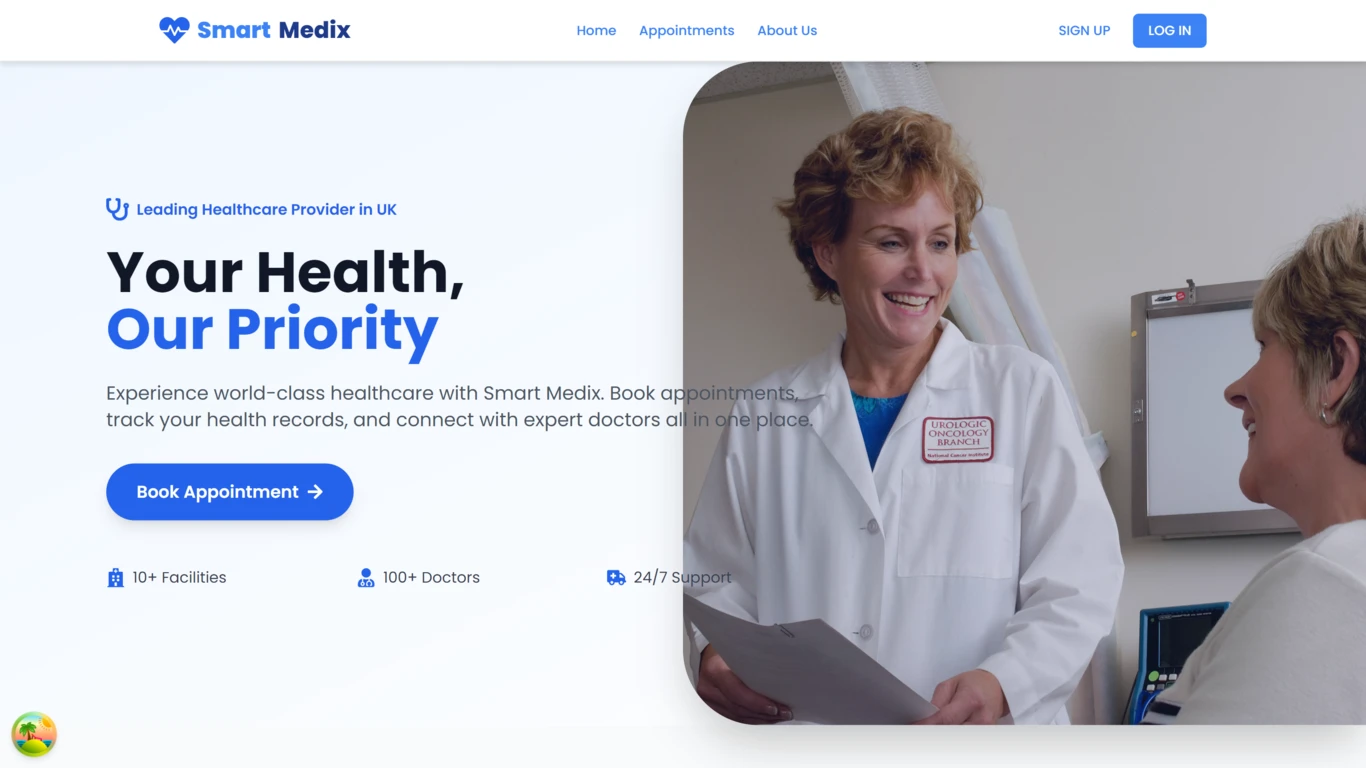 Smart Medix
Home
Appointments
About Us
SIGN UP
LOG IN
Leading Healthcare Provider in UK
Your Health,
Our Priority
Experience world-class healthcare with Smart Medix. Book appointments,
track your health records, and connect with expert doctors all in one place.
Book Appointment
10+ Facilities
100+ Doctors
24/7 Support
UROLOGIC
ONCOLOGY
BRANCH
National Cancer Institute